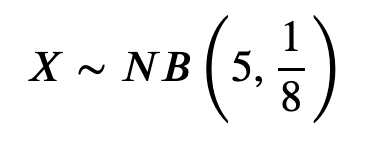 X ~ NB(5, 1/8)